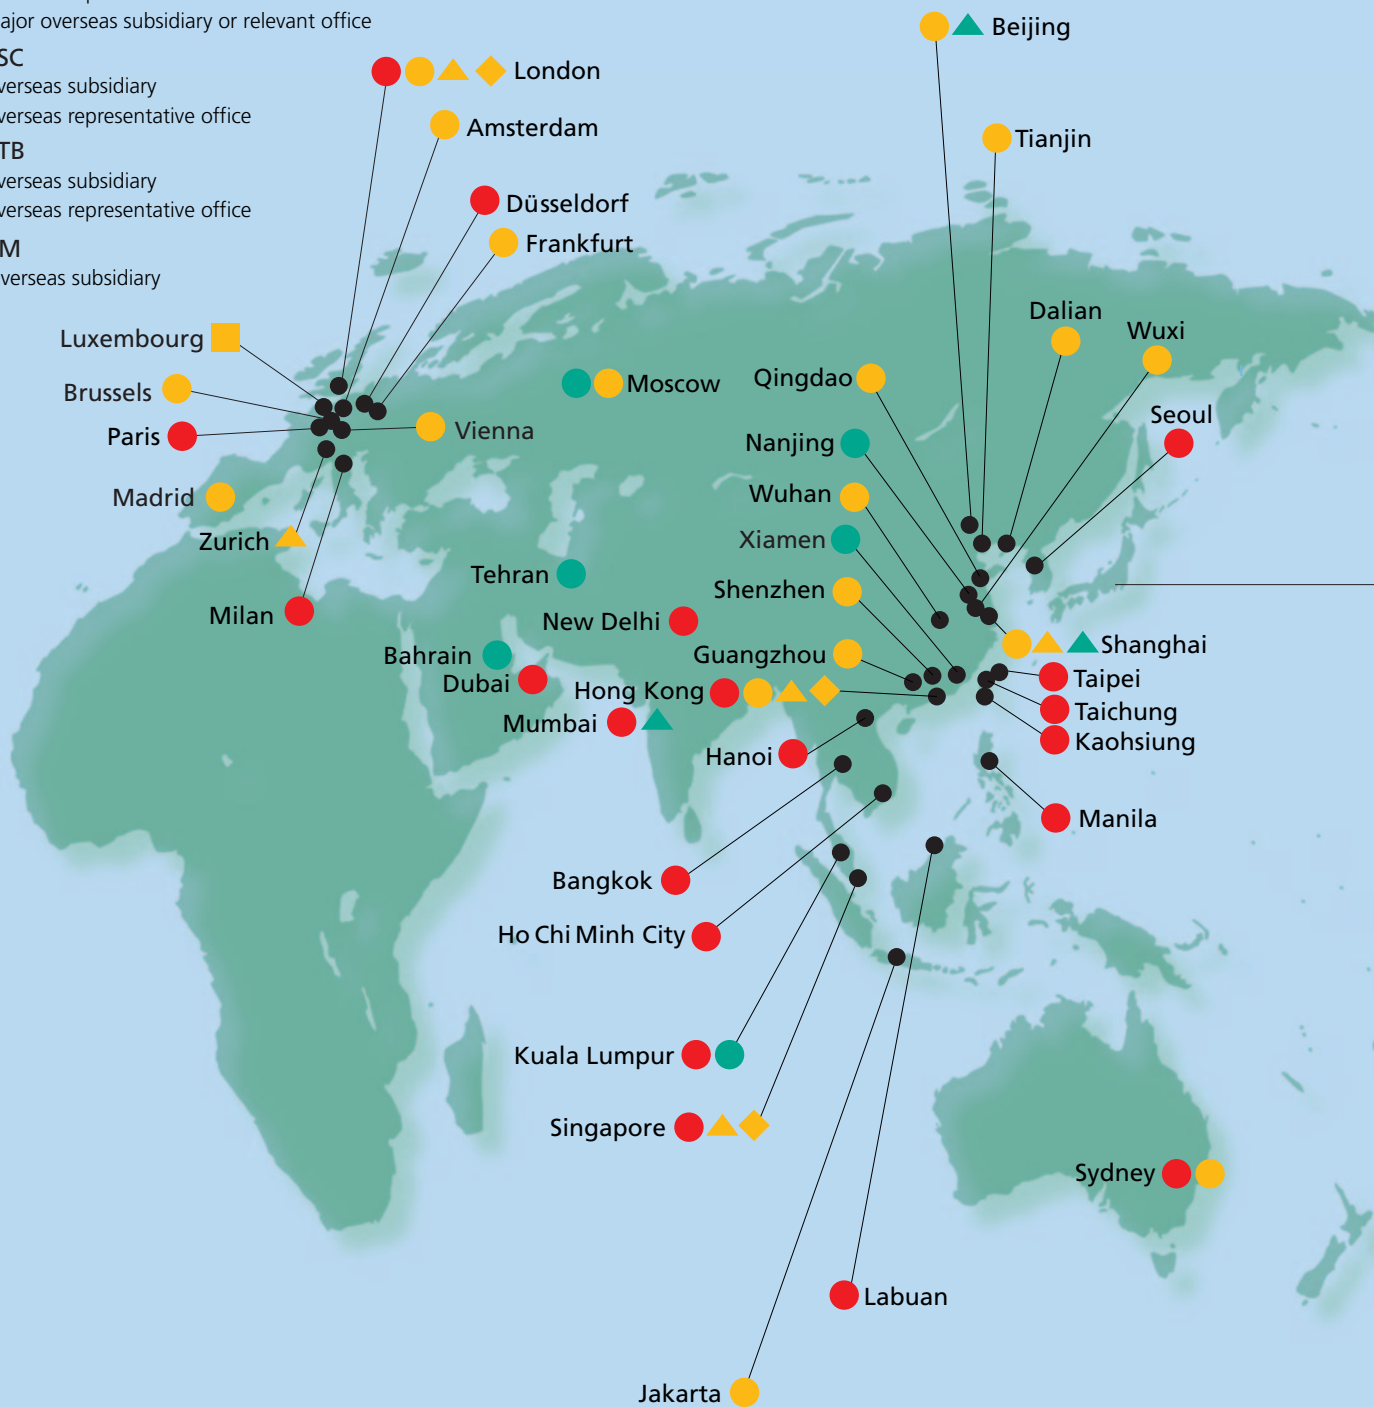 ajor overseas subsidiary or relevant office
SC
verseas subsidiary
verseas representative office
TB
verseas subsidiary
verseas representative office
M
verseas subsidiary
Beijing
London
Amsterdam
Tianjin
Düsseldorf
Frankfurt
Dalian
Wuxi
Luxembourg
Moscow
Qingdao
Brussels
Seoul
Paris
Vienna
Nanjing
Madrid
Wuhan
Zurich
Xiamen
Tehran
Shenzhen
Milan
New Delhi
Bahrain
Guangzhou
Shanghai
Dubai
Hong Kong
Taipei
Mumbai
Taichung
Hanoi
Kaohsiung
Manila
Bangkok
Ho Chi Minh City
Kuala Lumpur
Singapore
Sydney
Labuan
Jakarta